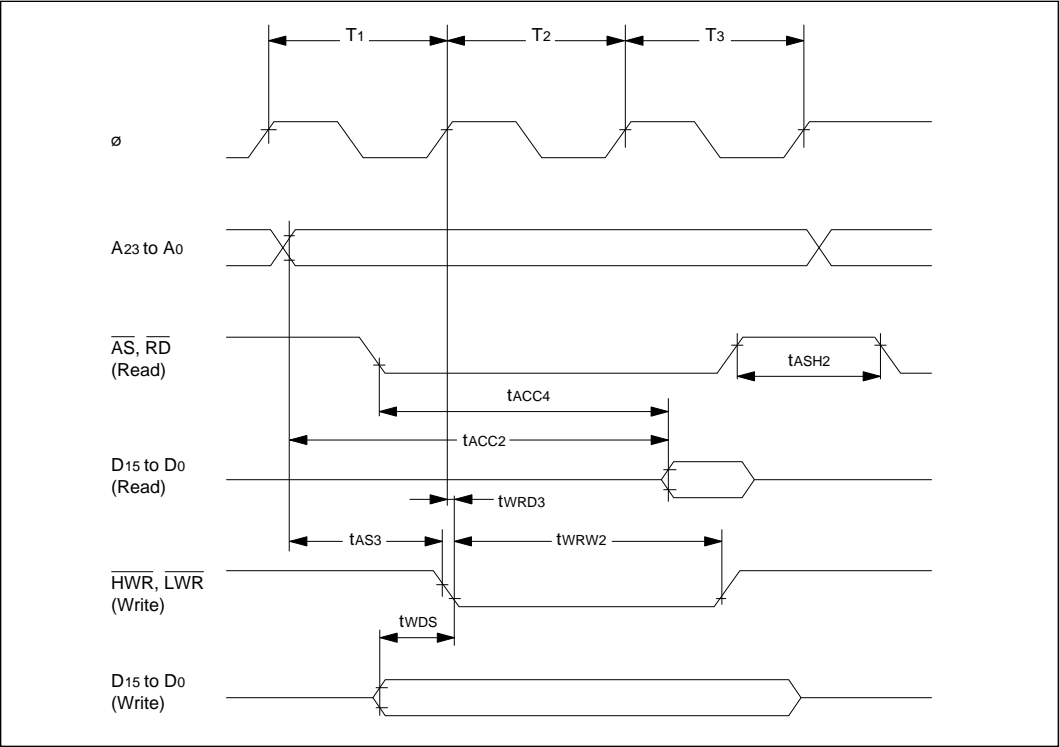 T1 T2 T3
ø
A23 to A0
AS, RD
(Read)
tASH2
tACC4
tACC2
D15 to D0
(Read)
tWRD3
tAS3 tWRW2
HWR, LWR
(Write)
tWDS
D15 to D0
(Write)